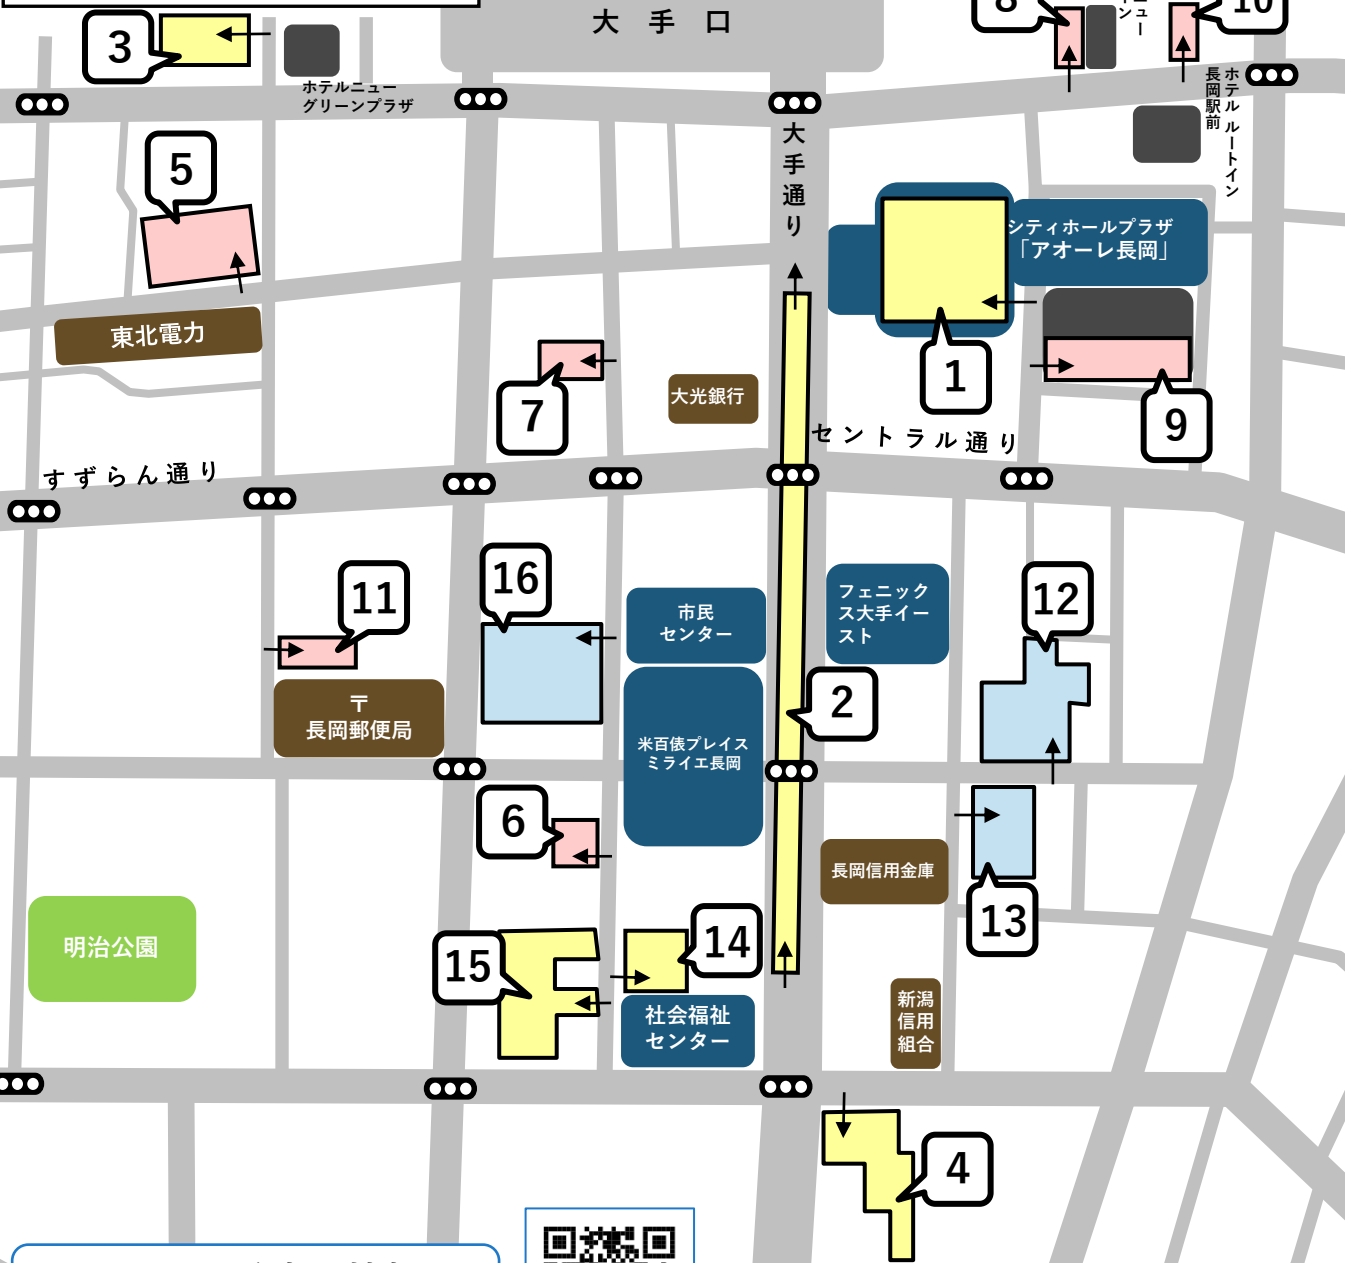 大手口
8
10
3
ホテルニュー
グリーンプラザ
ホテル ルートイン
長岡駅前
大手通り
5
シティホールプラザ
「アオーレ長岡」
東北電力
1
7
大光銀行
9
セントラル通り
すずらん通り
11
16
市民
センター
フェニック
ス大手イー
スト
12
2
〒
長岡郵便局
米百俵プレイス
ミライエ長岡
6
長岡信用金庫
13
明治公園
15
14
社会福祉
センター
新潟
信用
組合
4